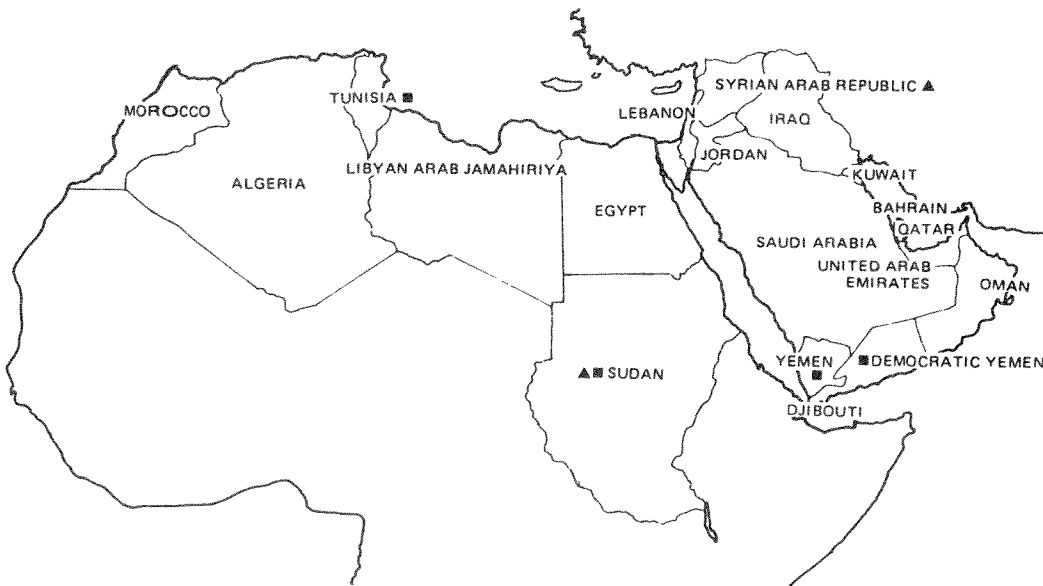 SYRIAN ARAB REPUBLIC ▲
TUNISIA ■
MOROCCO
LEBANON
IRAQ
JORDAN
LIBYAN ARAB JAMAHIRIYA
KUWAIT
ALGERIA
BAHRAIN
EGYPT
QATAR
SAUDI ARABIA
UNITED ARAB
EMIRATES
OMAN
YEMEN ■
■ DEMOCRATIC YEMEN
▲■ SUDAN
DJIBOUTI